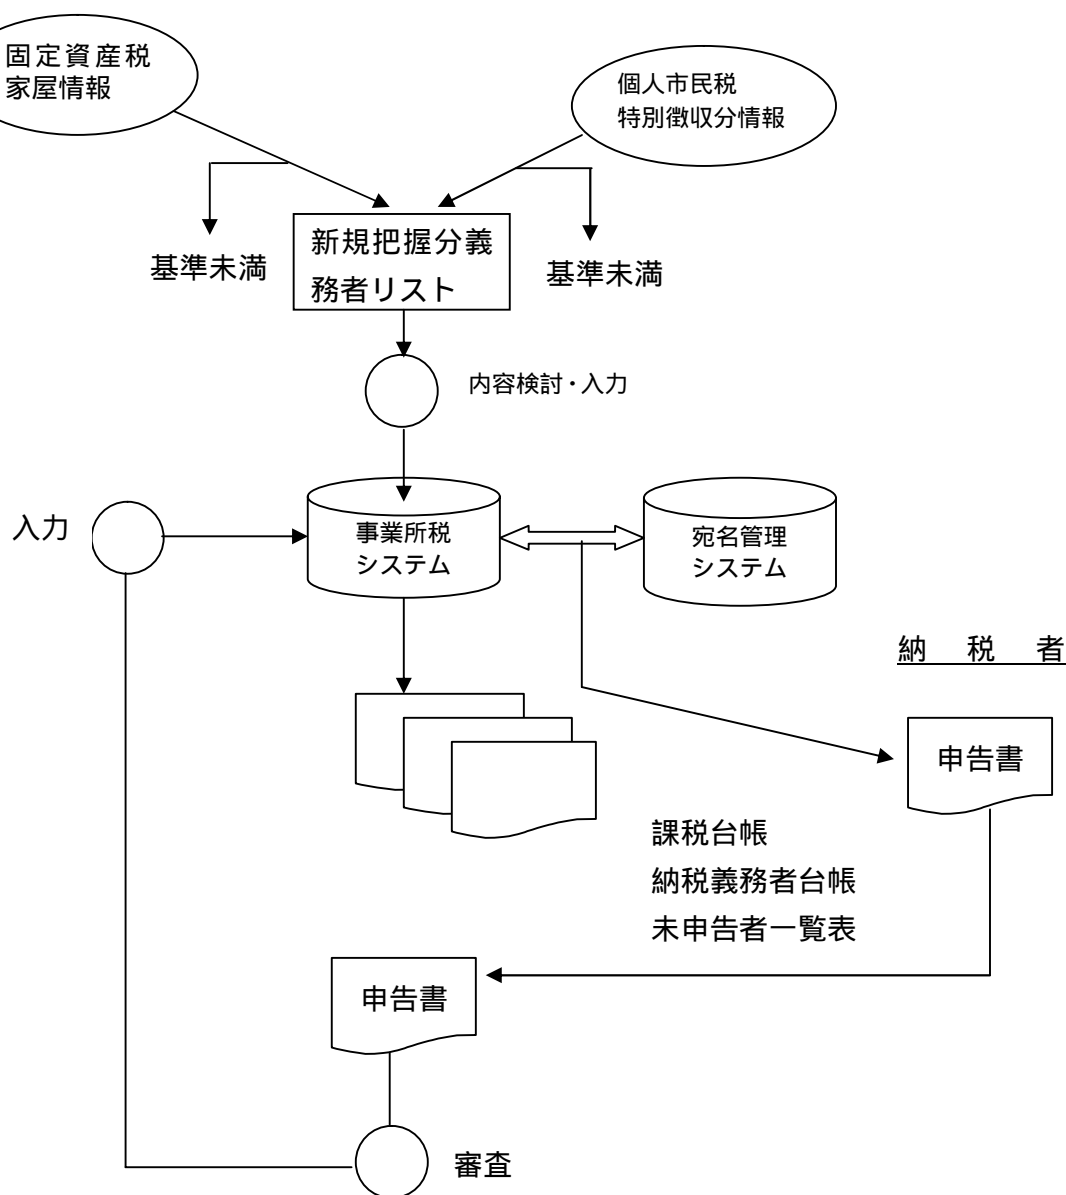 固定資産税
家屋情報
個人市民税
特別徴収分情報
基準未満
新規把握分義
務者リスト
基準未満
内容検討・入力
入力
事業所税
システム
宛名管理
システム
納 税 者
申告書
課税台帳
納税義務者台帳
未申告者一覧表
申告書
審査